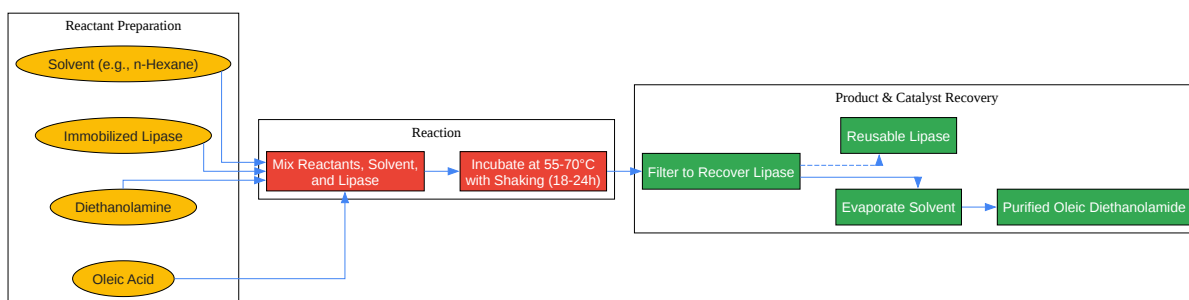 Reactant Preparation
Solvent (e.g., n-Hexane)
Immobilized Lipase
Diethanolamine
Oleic Acid
Reaction
Mix Reactants, Solvent,
and Lipase
Incubate at 55-70°C
with Shaking (18-24h)
Product & Catalyst Recovery
Filter to Recover Lipase
Reusable Lipase
Evaporate Solvent
Purified Oleic Diethanolamide